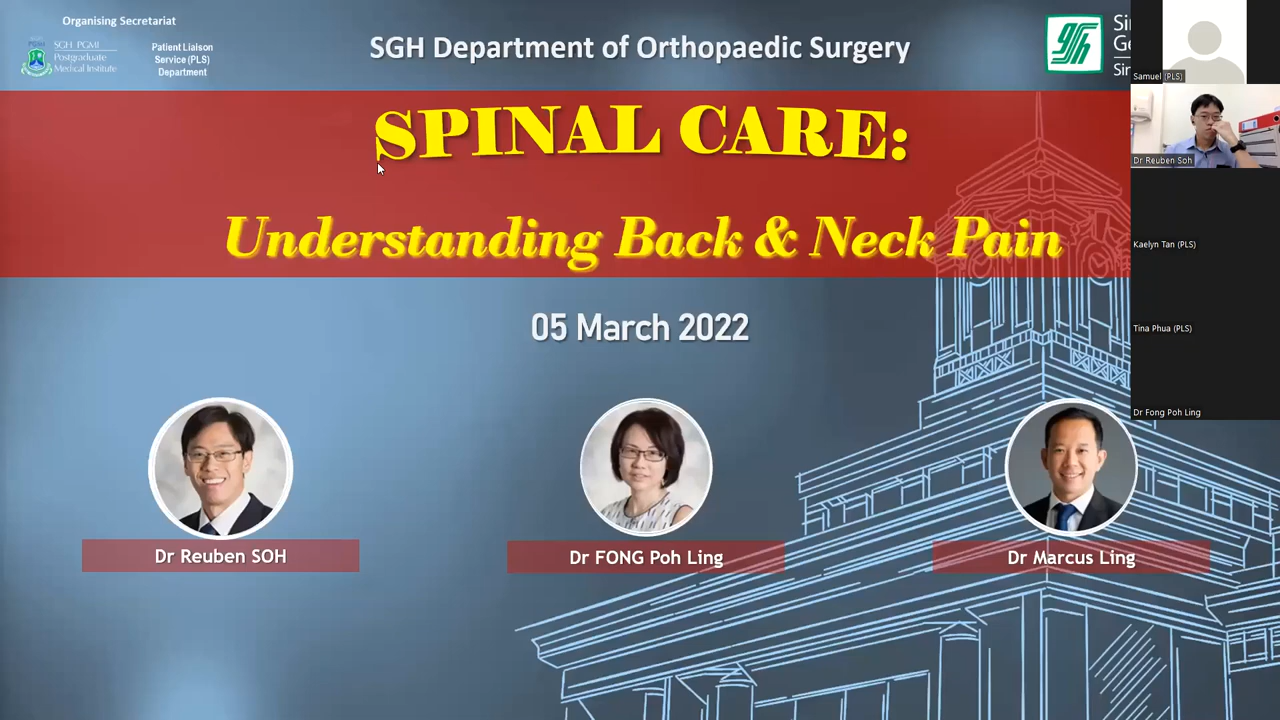 Organising Secretariat
SGH PGMI
Postgraduate
Medical Institute
Patient Liaison
Service (PLS)
Department
SGH Department of Orthopaedic Surgery
SPINAL CARE:
Understanding Back & Neck Pain
05 March 2022
Dr Reuben SOH
Dr FONG Poh Ling
Dr Marcus Ling
Samuel (PLS)
Dr Reuben Soh
Kaelyn Tan (PLS)
Tina Phua (PLS)
Dr Fong Poh Ling